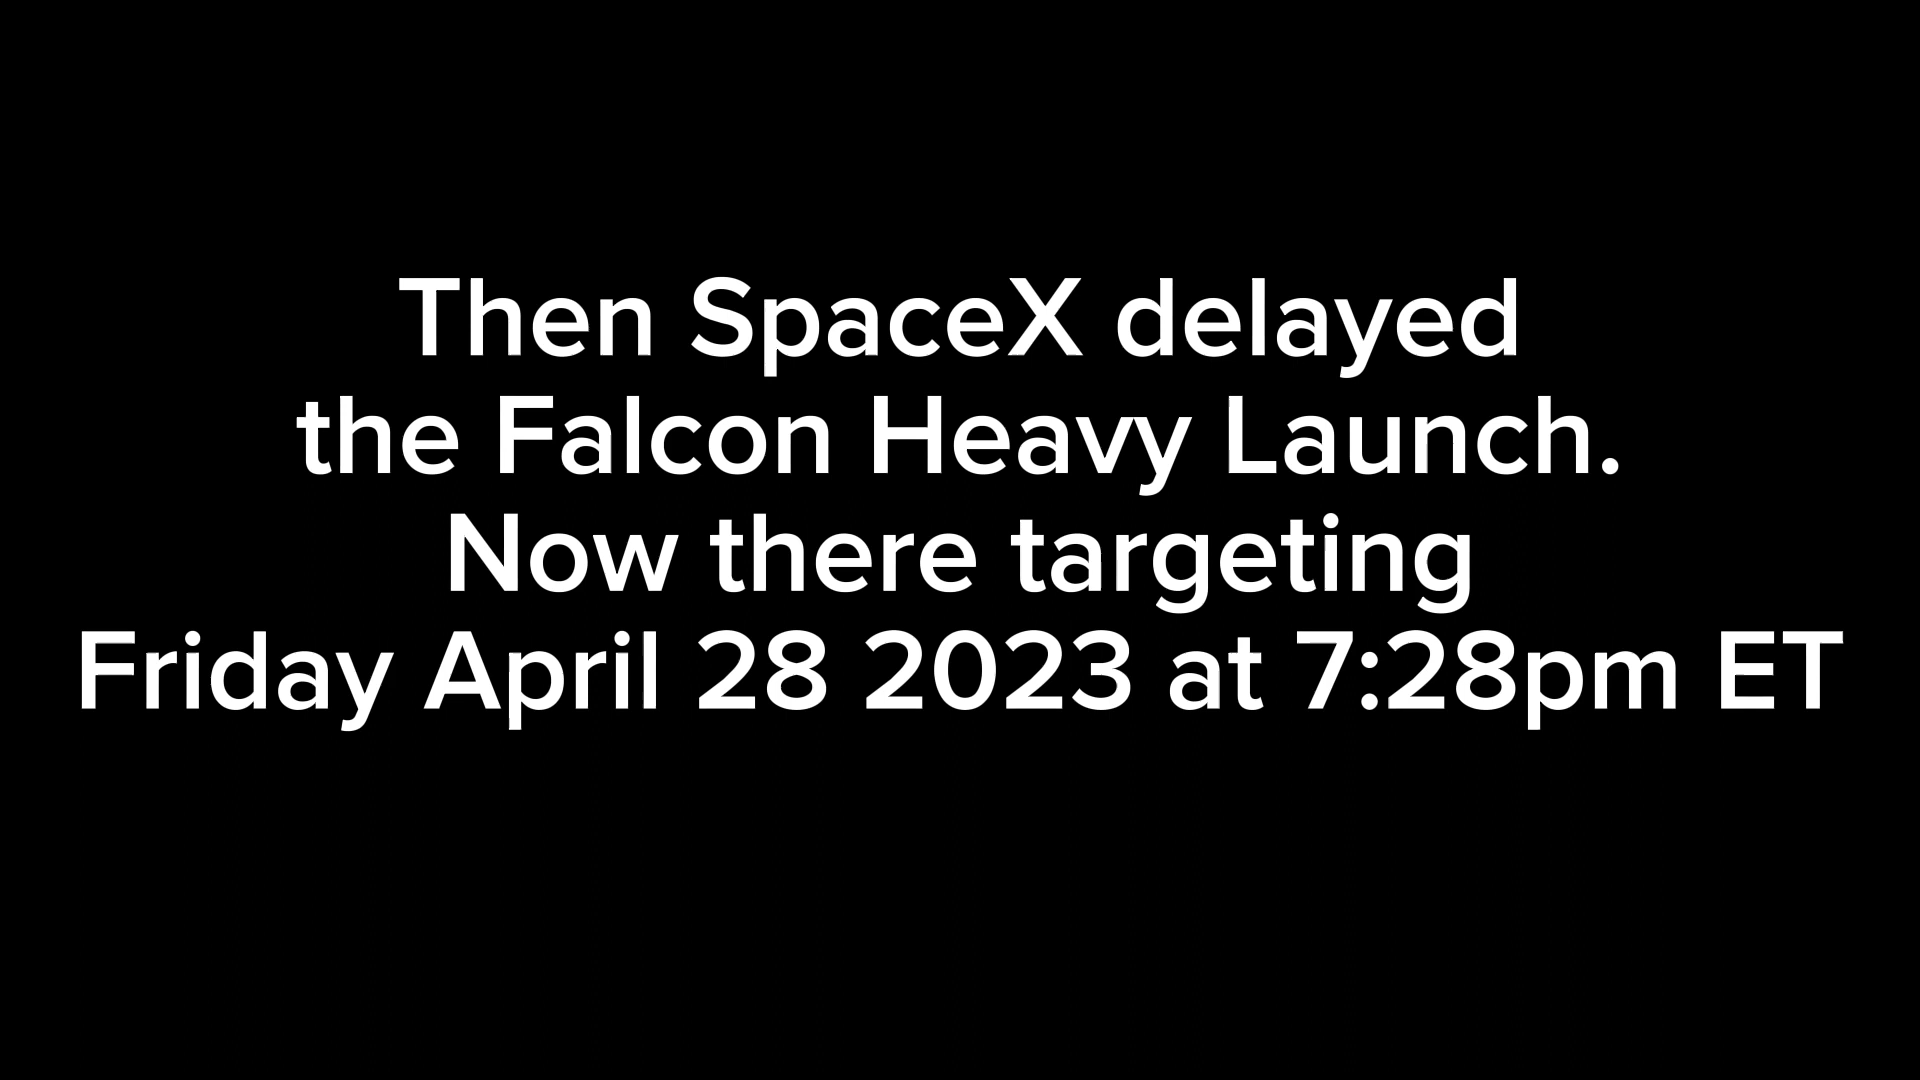 Then SpaceX delayed
the Falcon Heavy Launch.
Now there targeting
Friday April 28 2023 at 7:28pm ET